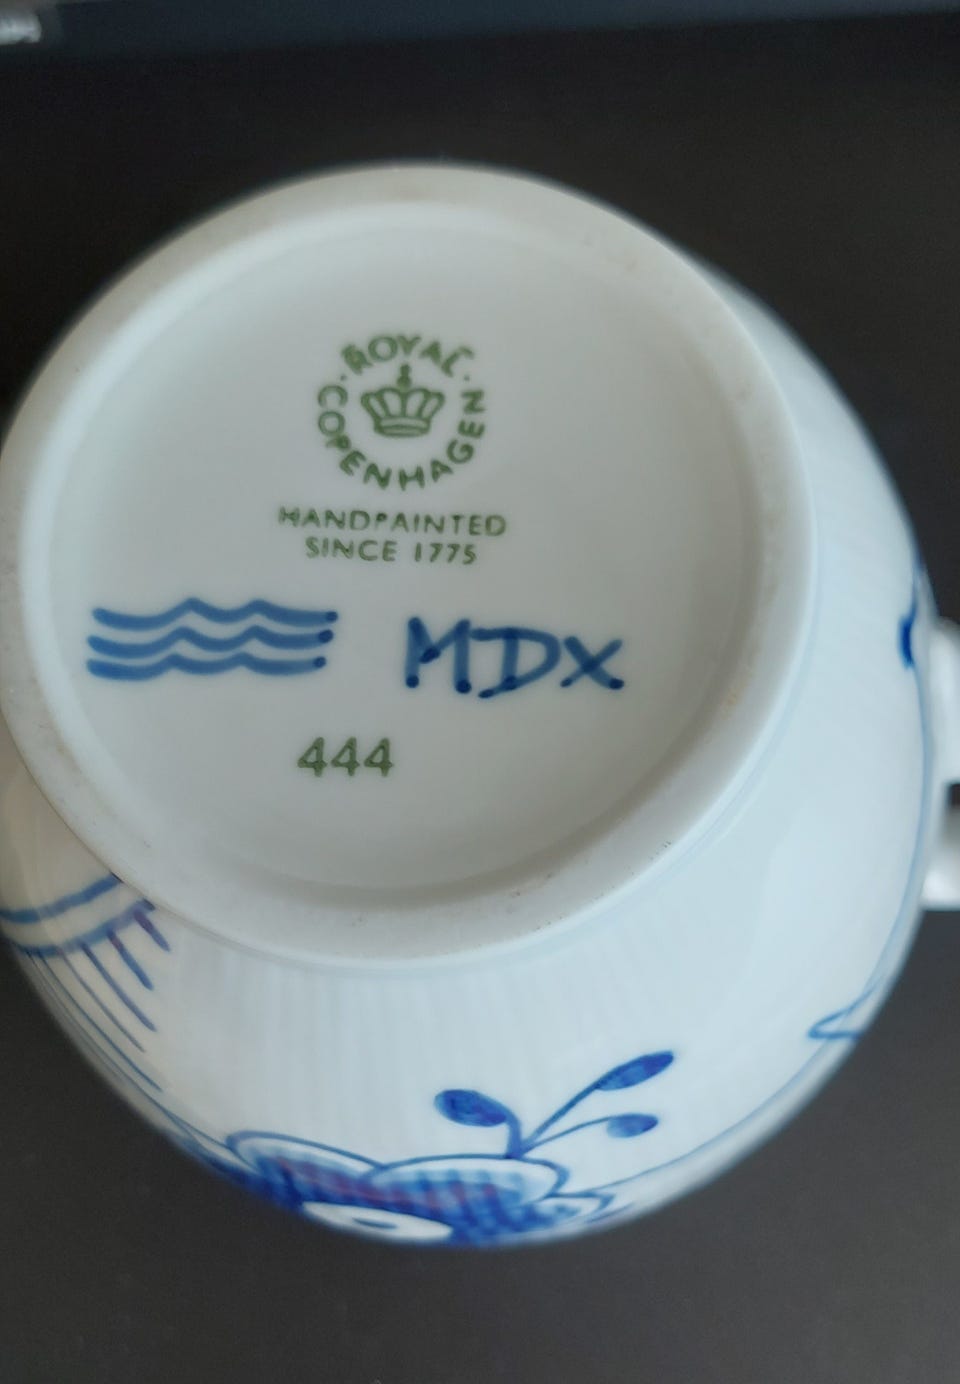 ROYAL
COPENHAGEN
HANDPAINTED
SINCE 1775
MDX
444